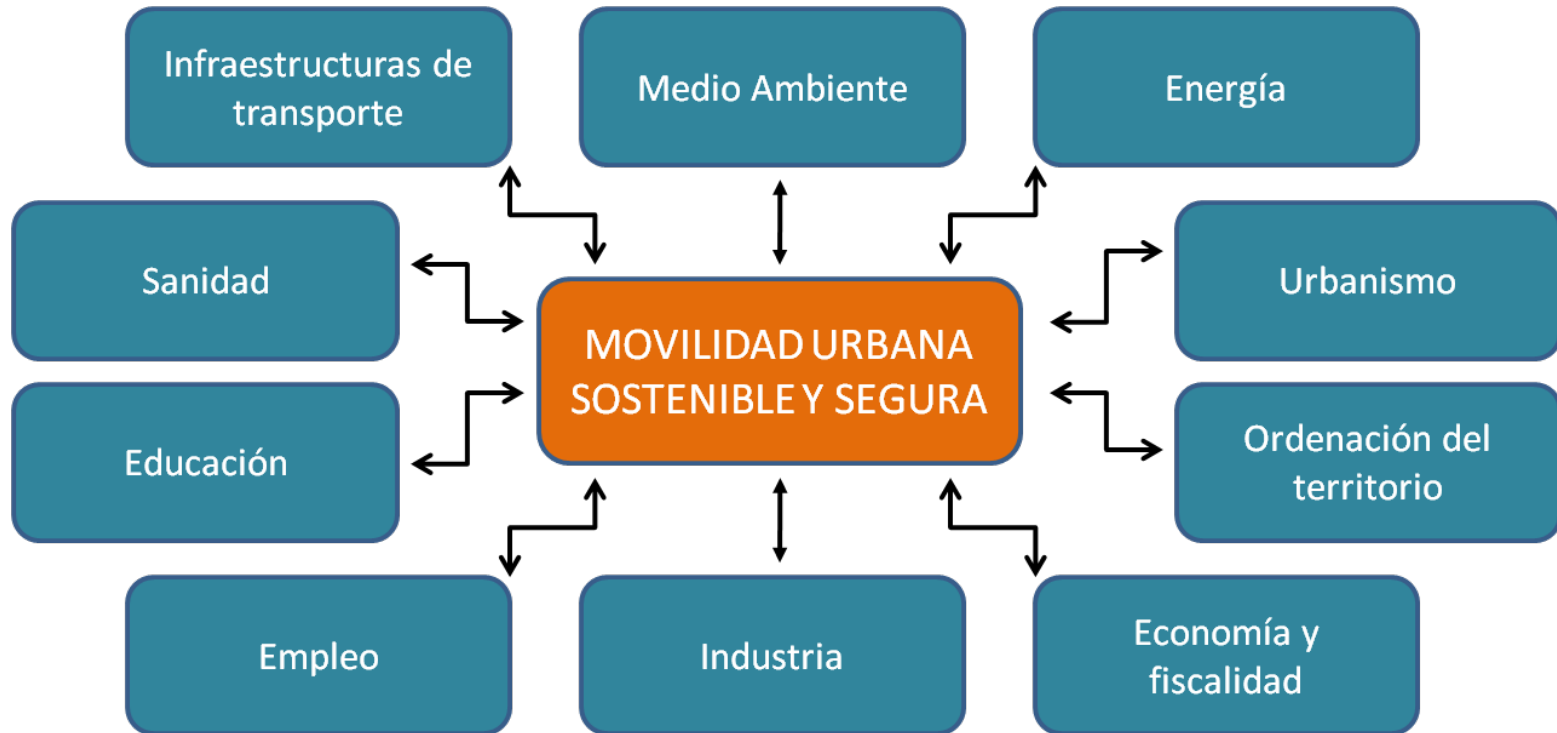 Infraestructuras de
transporte
Medio Ambiente
Energía
Sanidad
Urbanismo
MOVILIDAD URBANA
SOSTENIBLE Y SEGURA
Educación
Ordenación del
territorio
Empleo
Industria
Economía y
fiscalidad